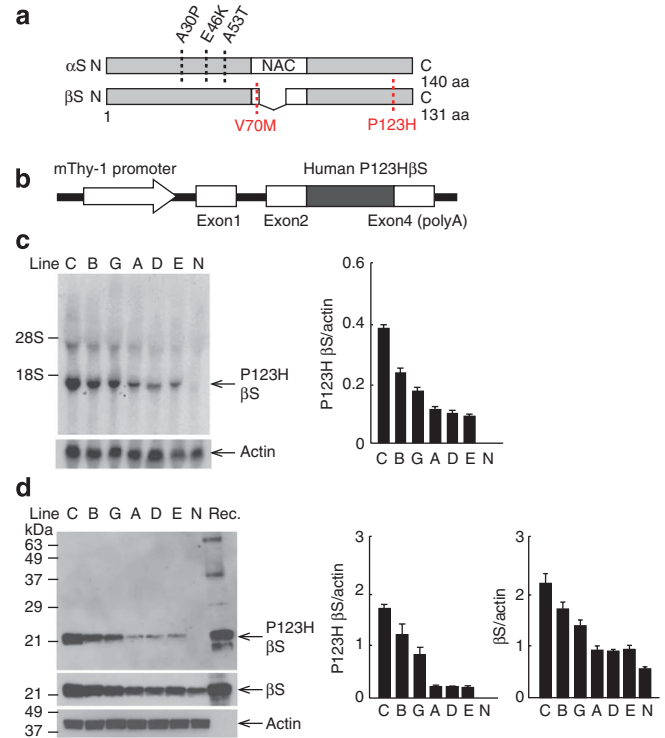 a
A30P E46K A53T
αS N NAC C
140 aa
βS N C
131 aa
1 V70M P123H
b
mThy-1 promoter Human P123HβS
Exon1 Exon2 Exon4 (polyA)
c
Line C B G A D E N
28S
18S
P123H
βS
Actin
P123H βS/actin
0.6
0.4
0.2
0
C B G A D E N
d
Line C B G A D E N Rec.
kDa
63
49
37
29
21
P123H
βS
21
βS
49
37
Actin
P123H βS/actin
3
2
1
0
C B G A D E N
βS/actin
3
2
1
0
C B G A D E N